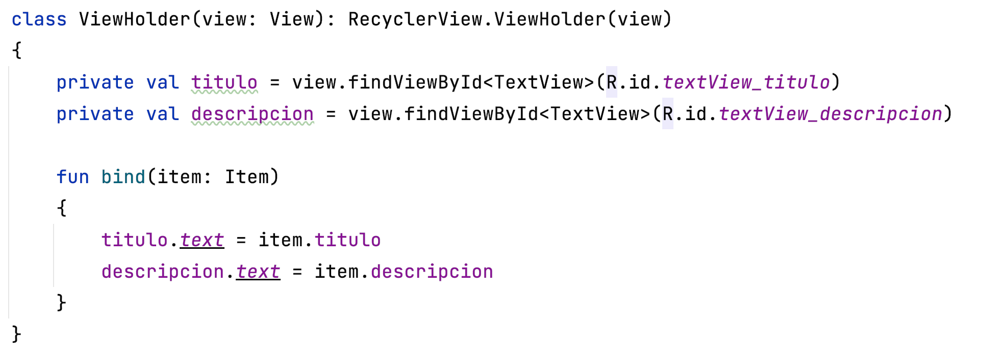 class ViewHolder(view: View): RecyclerView.ViewHolder(view)
{
    private val titulo = view.findViewById<TextView>(R.id.textView_titulo)
    private val descripcion = view.findViewById<TextView>(R.id.textView_descripcion)

    fun bind(item: Item)
    {
        titulo.text = item.titulo
        descripcion.text = item.descripcion
    }
}